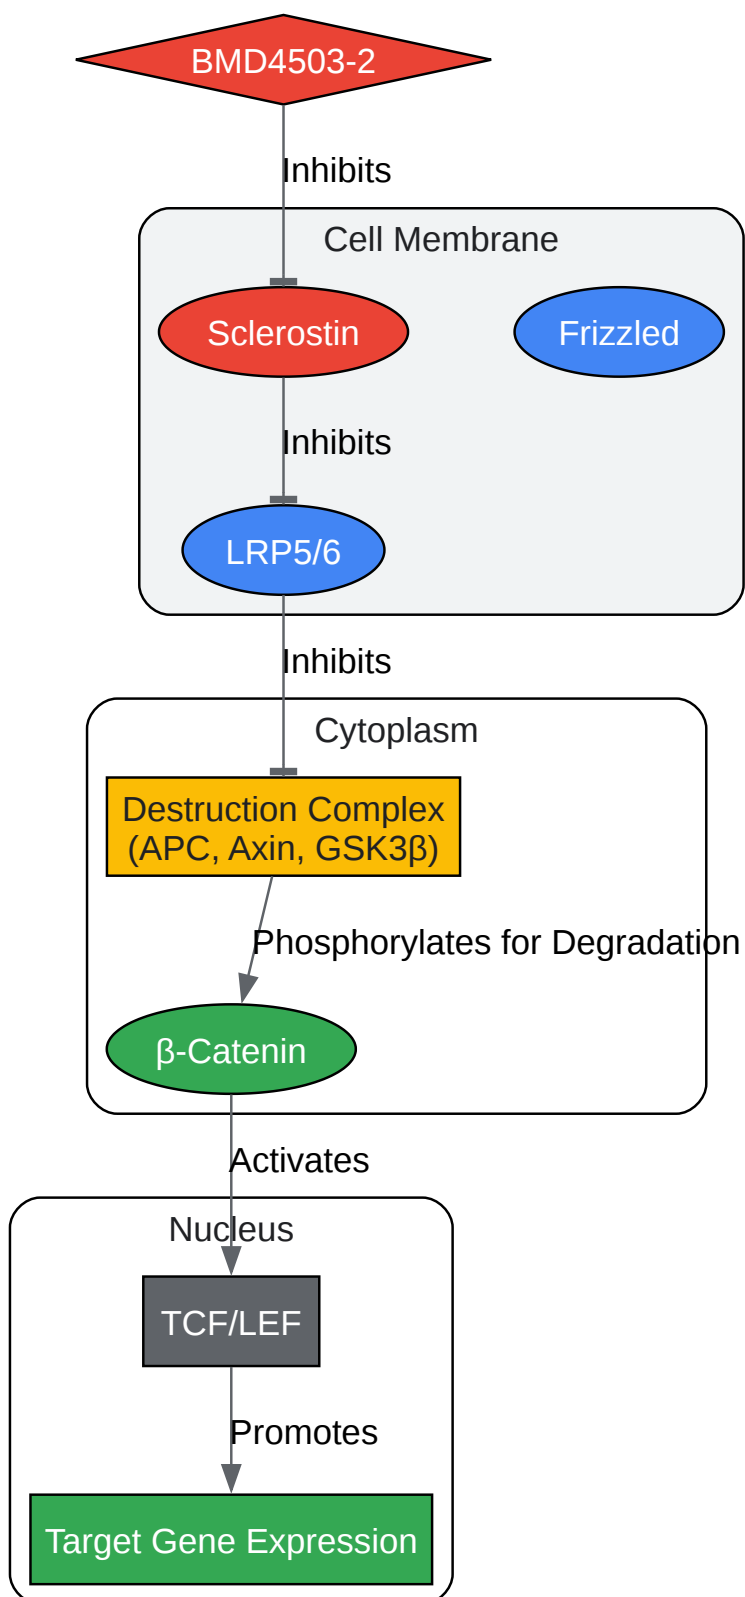 BMD4503-2
Inhibits
Cell Membrane
Sclerostin
Frizzled
Inhibits
LRP5/6
Inhibits
Cytoplasm
Destruction Complex
(APC, Axin, GSK3β)
Phosphorylates for Degradation
β-Catenin
Activates
Nucleus
TCF/LEF
Promotes
Target Gene Expression